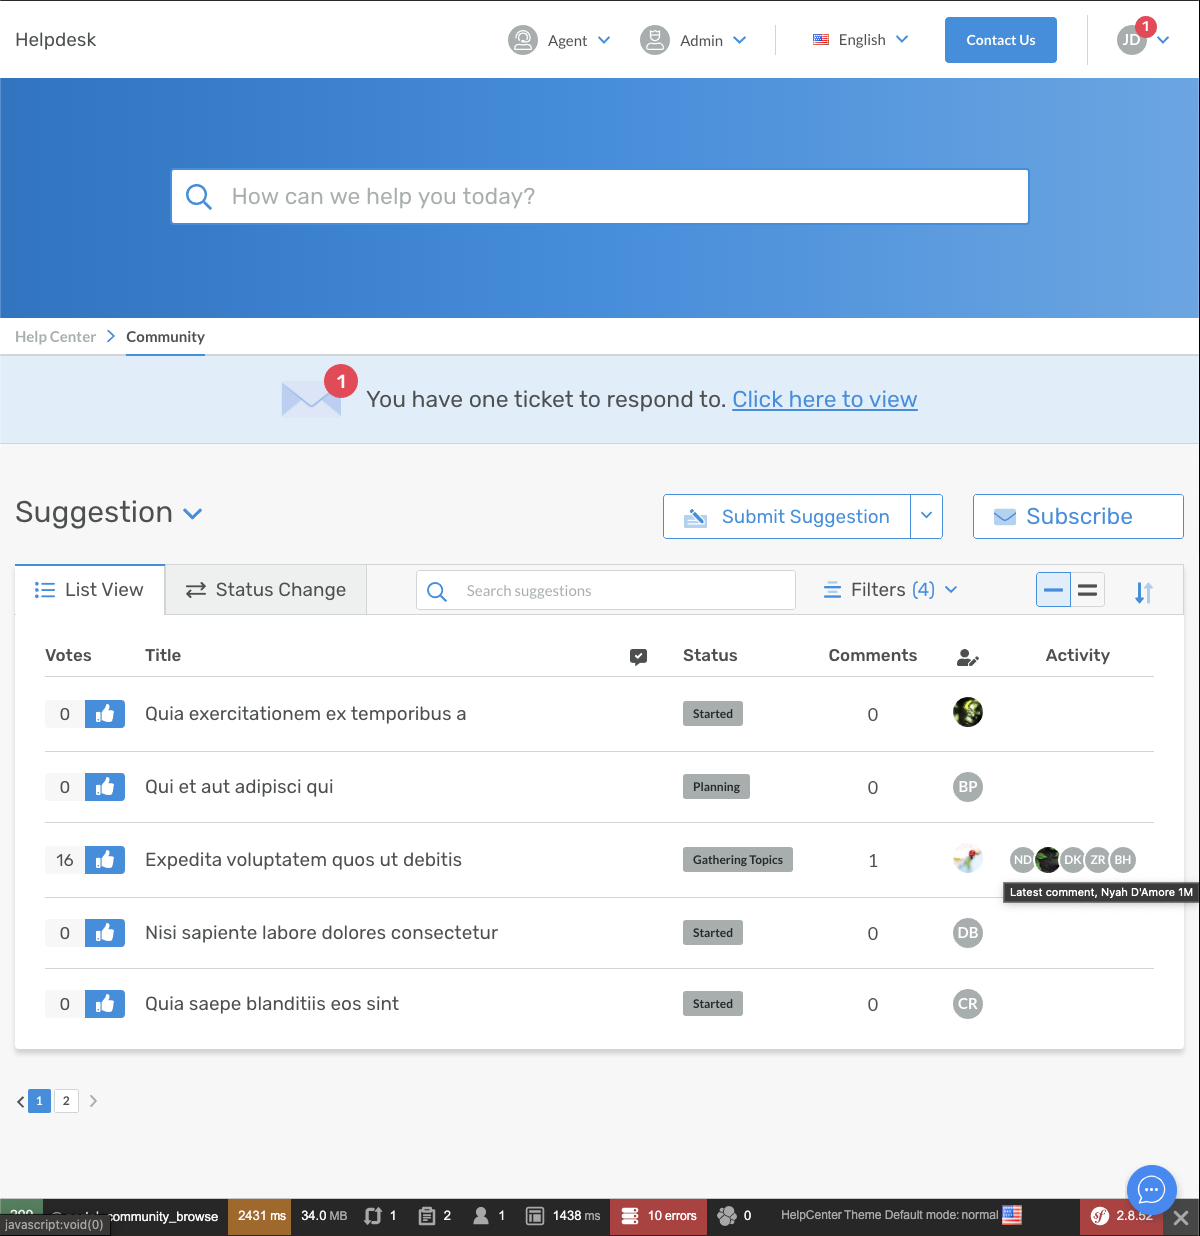 Helpdesk
Agent
Admin
English
Contact Us
JD
1
How can we help you today?
Help Center
Community
1
You have one ticket to respond to. Click here to view
Suggestion
Submit Suggestion
Subscribe
List View
Status Change
Search suggestions
Filters (4)
Votes Title Status Comments Activity
0 Quia exercitationem ex temporibus a Started 0
0 Qui et aut adipisci qui Planning 0 BP
16 Expedita voluptatem quos ut debitis Gathering Topics 1 ND DK ZR BH
Latest comment, Nyah D'Amore 1M
0 Nisi sapiente labore dolores consectetur Started 0 DB
0 Quia saepe blanditiis eos sint Started 0 CR
1 2
community_browse 2431 ms 34.0 MB 1 2 1 1438 ms 10 errors 0 HelpCenter Theme Default mode: normal sf 2.8.52
javascript:void(0)